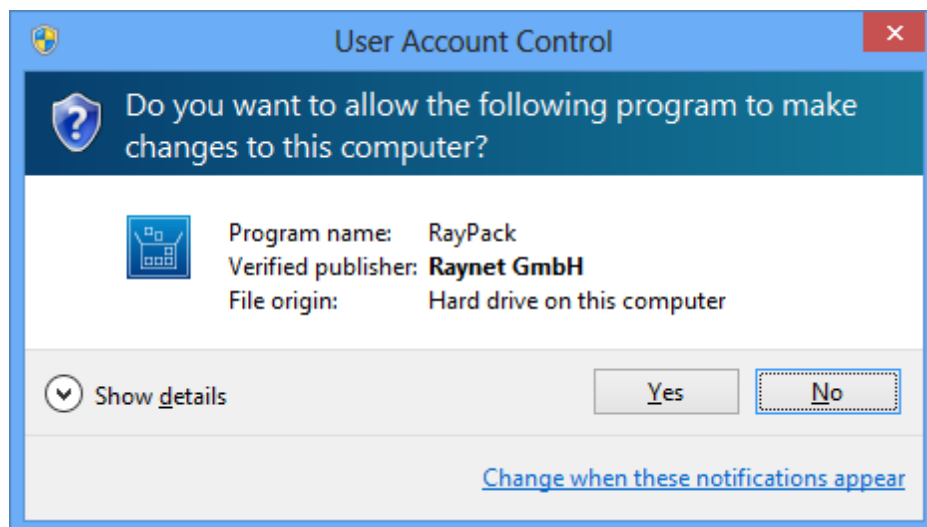 User Account Control
Do you want to allow the following program to make
changes to this computer?
Program name: RayPack
Verified publisher: Raynet GmbH
File origin: Hard drive on this computer
Show details
Yes
No
Change when these notifications appear